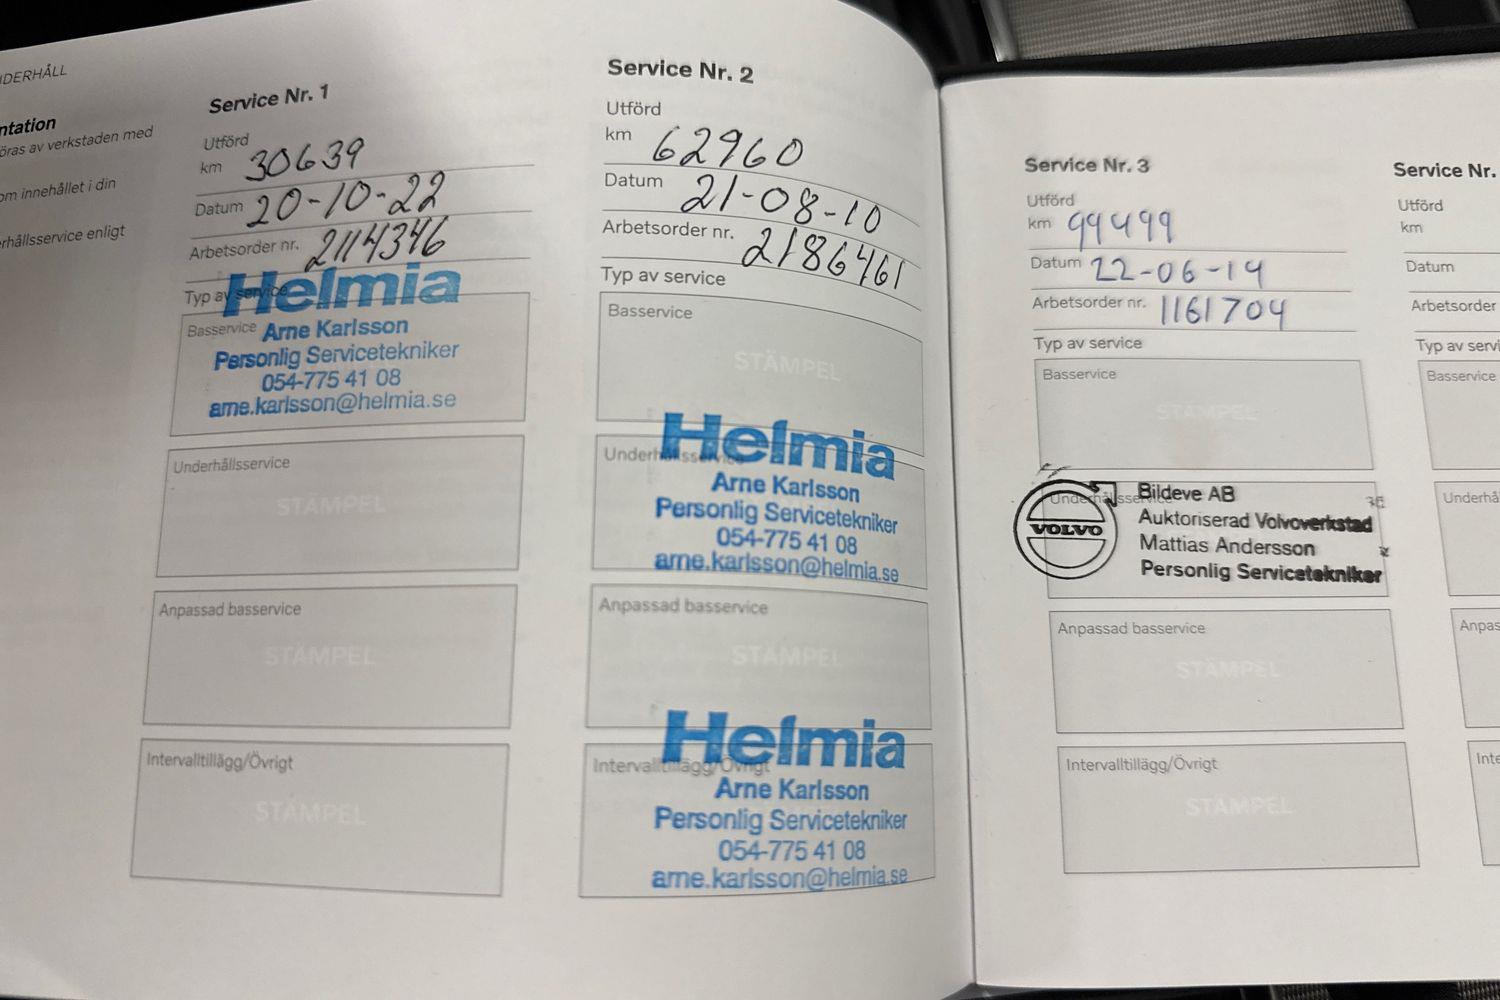 NDERHÅLL
ntation
öras av verkstaden med
om innehållet i din
erhållsservice enligt
Service Nr. 1
Utförd
km 30639
Datum 20-10-22
Arbetsorder nr. 2114346
Typ av service
Helmia
Basservice Arne Karlsson
Personlig Servicetekniker
054-775 41 08
arne.karlsson@helmia.se
Underhållsservice
STÄMPEL
Anpassad basservice
STÄMPEL
Intervalltillägg/Övrigt
STÄMPEL
Service Nr. 2
Utförd
km 62960
Datum 21-08-10
Arbetsorder nr. 2186461
Typ av service
Basservice
STÄMPEL
Helmia
Underhållsservice
Arne Karlsson
Personlig Servicetekniker
054-775 41 08
arne.karlsson@helmia.se
Anpassad basservice
STÄMPEL
Helmia
Intervalltillägg/Övrigt
Arne Karlsson
Personlig Servicetekniker
054-775 41 08
arne.karlsson@helmia.se
Service Nr. 3
Utförd
km 99499
Datum 22-06-14
Arbetsorder nr. 1161704
Typ av service
Basservice
STÄMPEL
Underhållsservice
VOLVO
Bildeve AB
Auktoriserad Volvoverkstad
Mattias Andersson
Personlig Servicetekniker
Anpassad basservice
STÄMPEL
Intervalltillägg/Övrigt
STÄMPEL
Service Nr.
Utförd
km
Datum
Arbetsorder
Typ av servi
Basservice
Underhå
Anpas
Inte